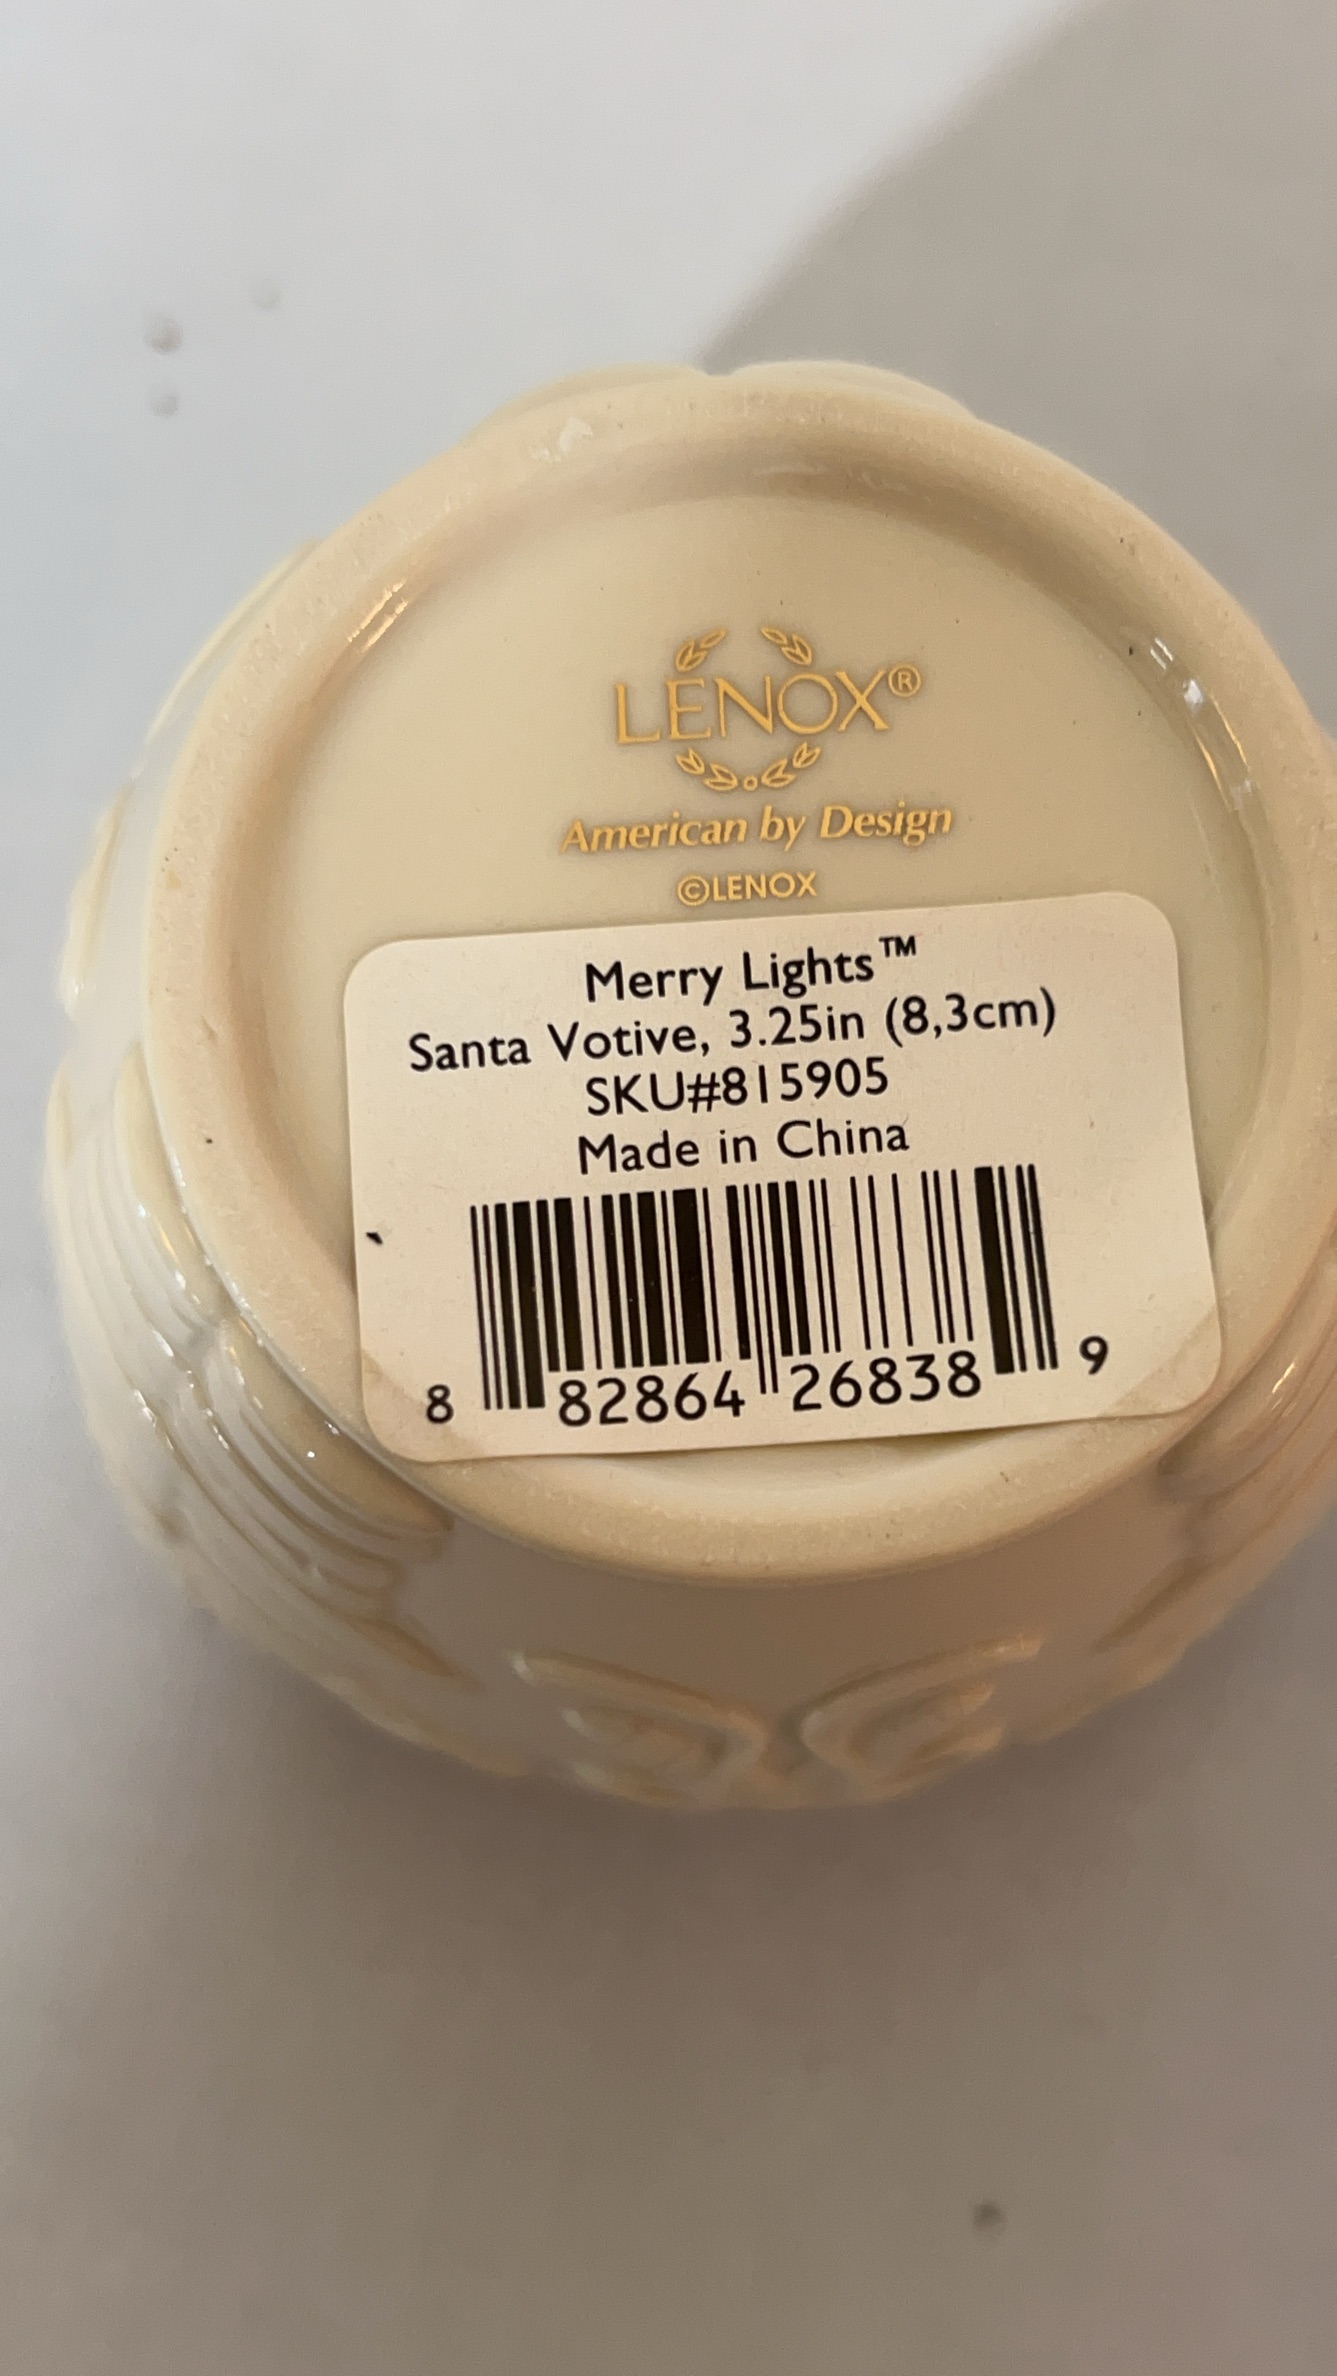 LENOX®
American by Design
©LENOX
Merry Lights™
Santa Votive, 3.25in (8,3cm)
SKU#815905
Made in China
8 82864 26838 9